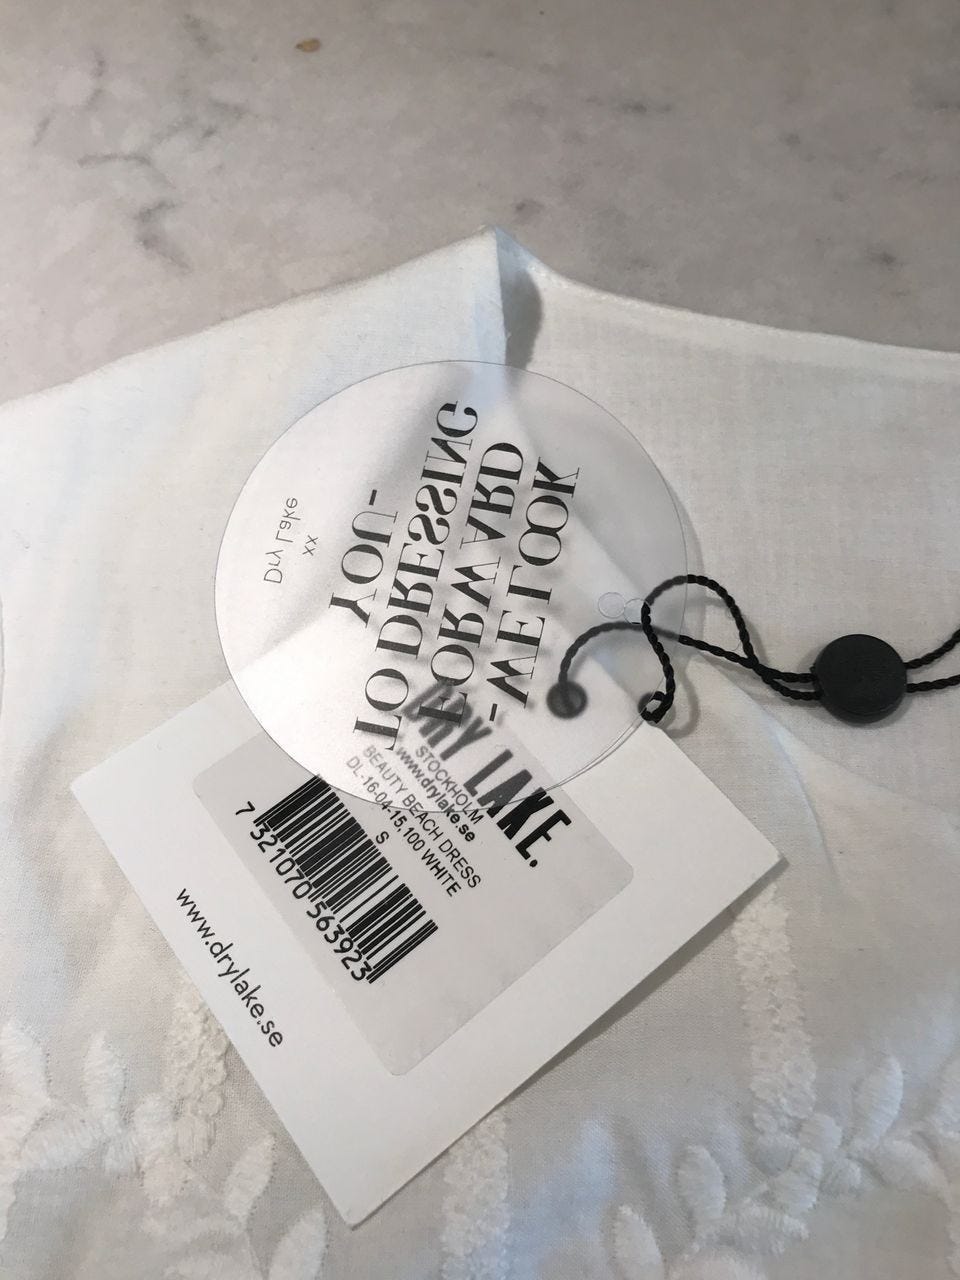 - WE LOOK
FORWARD
TO DRESSING
YOU -
xx
Dry Lake
DRY LAKE.
STOCKHOLM
www.drylake.se
BEAUTY BEACH DRESS
DL-16-04-15, 100 WHITE
S
7 321070 563923
www.drylake.se